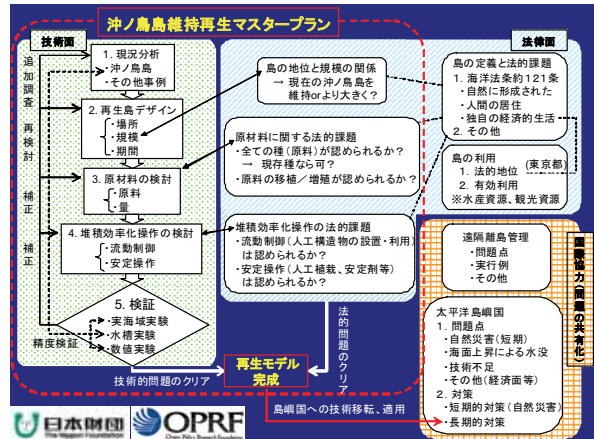 沖ノ鳥島維持再生マスタープラン
技術面
1. 現況分析
・沖ノ鳥島
・その他事例
2. 再生島デザイン
・場所
・規模
・期間
3. 原材料の検討
・原料
・量
4. 堆積効率化操作の検討
・流動制御
・安定操作
5. 検証
・実海域実験
・水槽実験
・数値実験
追加調査
再検討
補正
補正
精度検証
技術的問題のクリア
島の地位と規模の関係
→ 現在の沖ノ鳥島を
維持orより大きく?
原材料に関する法的課題
・全ての種(原料)が認められるか?
→ 現存種なら可?
・原料の移植/増殖が認められるか?
堆積効率化操作の法的課題
・流動制御(人工構造物の設置・利用)
は認められるか?
・安定操作(人工植栽、安定剤等)
は認められるか?
法的問題のクリア
再生モデル
完成
法律面
島の定義と法的課題
1. 海洋法条約121条
・自然に形成された
・人間の居住
・独自の経済的生活
2. その他
島の利用
1. 法的地位
(東京都)
2. 有効利用
※水産資源、観光資源
国際協力(問題の共有化)
遠隔離島管理
・問題点
・実行例
・その他
太平洋島嶼国
1. 問題点
・自然災害(短期)
・海面上昇による水没
・技術不足
・その他(経済面等)
2. 対策
・短期的対策(自然災害)
・長期的対策
島嶼国への技術移転、適用
日本財団
The Nippon Foundation
OPRF
Ocean Policy Research Foundation